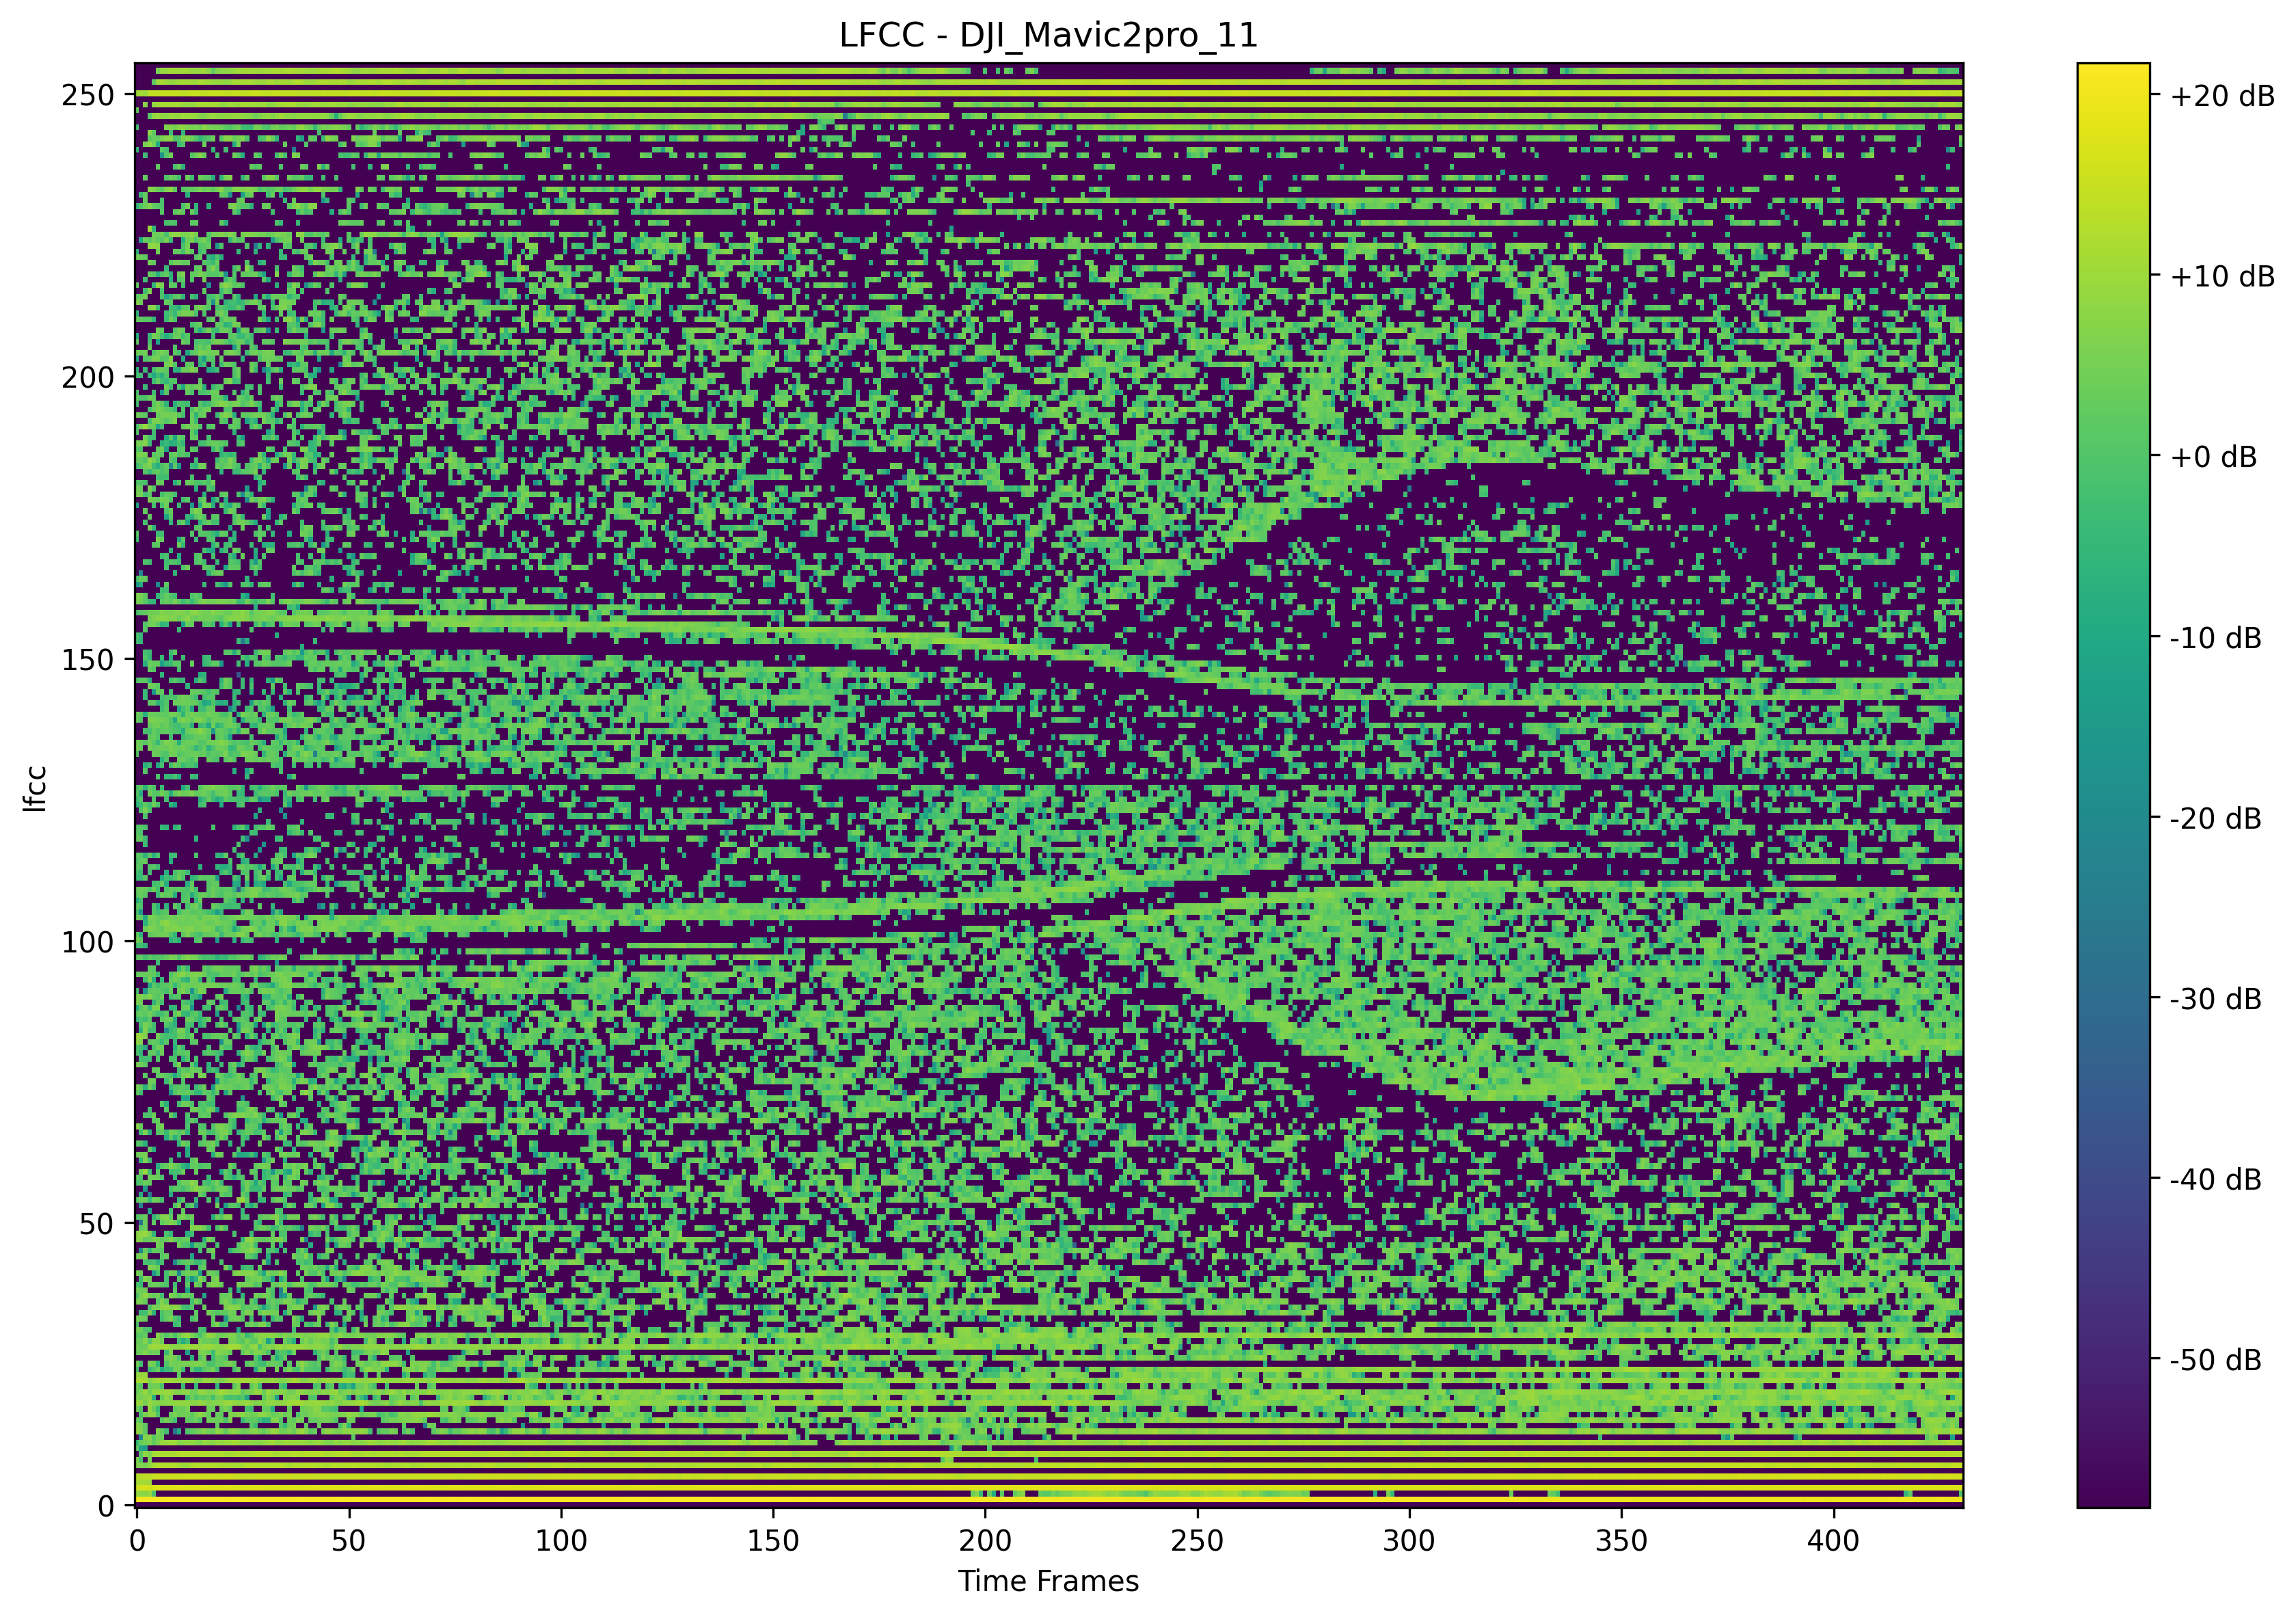 LFCC - DJI_Mavic2pro_11
250
200
150
100
50
0
lfcc
0 50 100 150 200 250 300 350 400
Time Frames
+20 dB
+10 dB
+0 dB
-10 dB
-20 dB
-30 dB
-40 dB
-50 dB